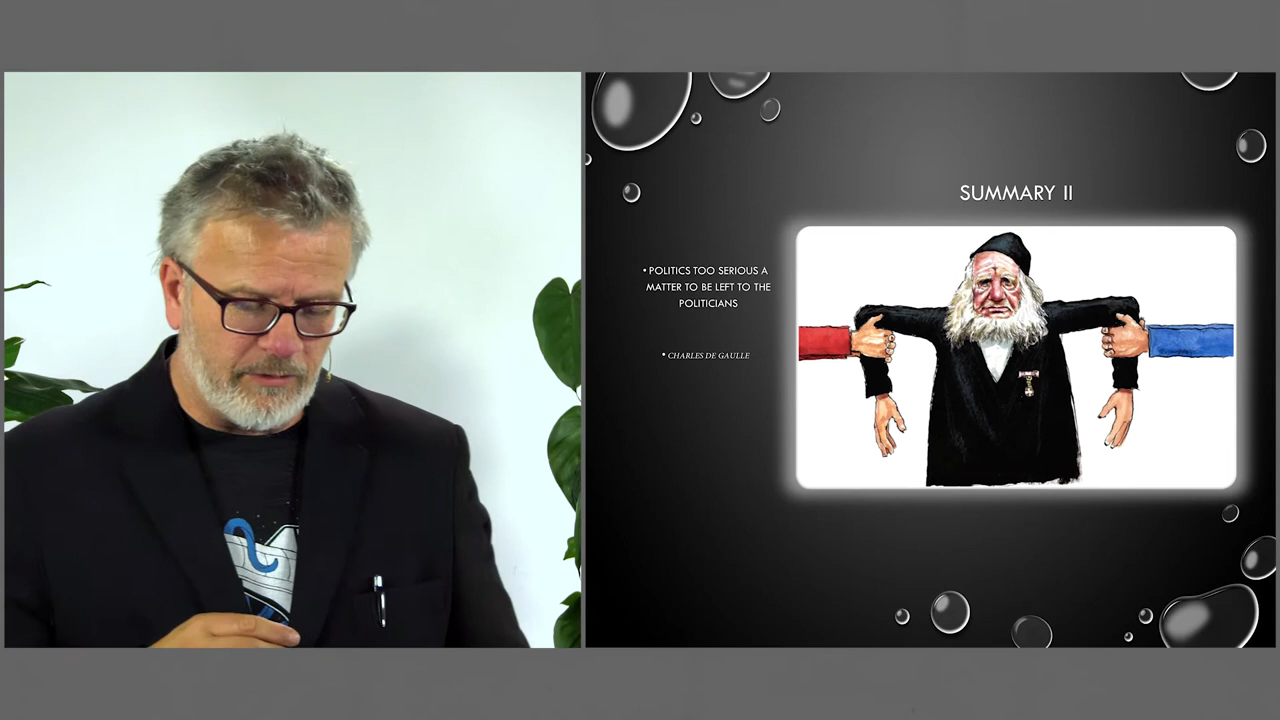 SUMMARY II
• POLITICS TOO SERIOUS A
MATTER TO BE LEFT TO THE
POLITICIANS
• CHARLES DE GAULLE